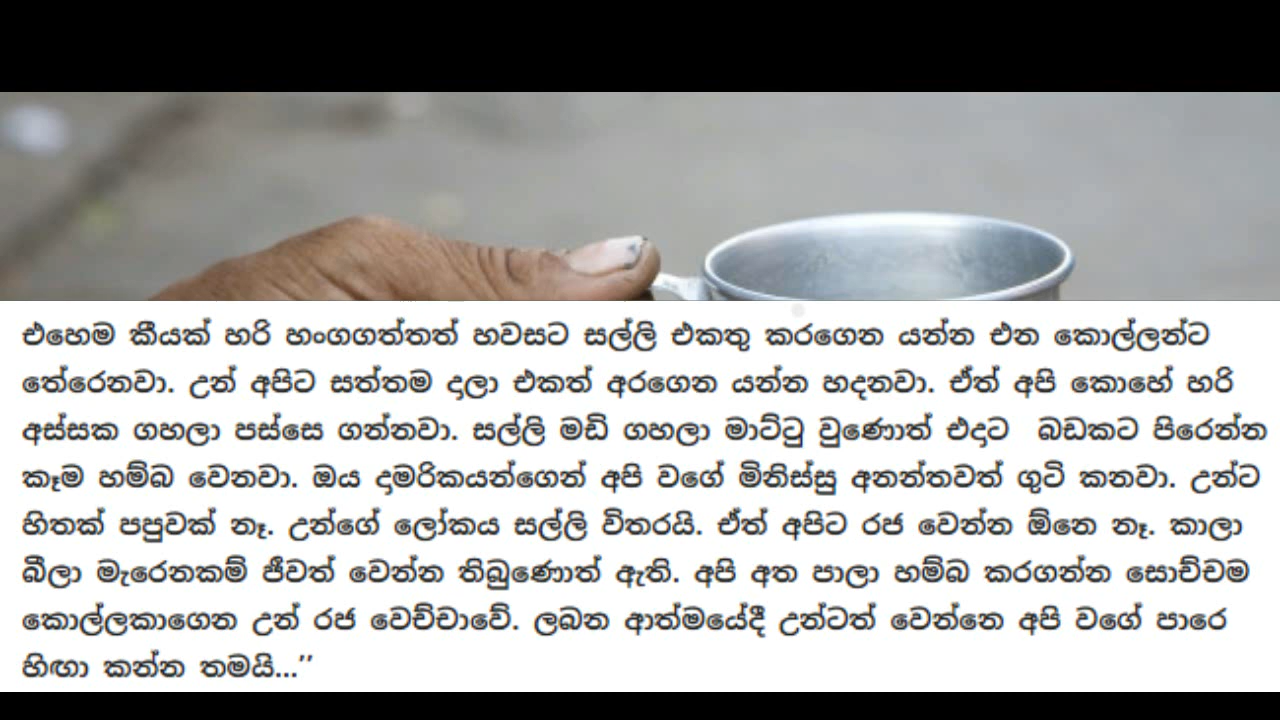 එහෙම කීයක් හරි හංගගත්තත් හවසට සල්ලි එකතු කරගෙන යන්න එන කොල්ලන්ට
තේරෙනවා. උන් අපිට සත්තම දාලා එකත් අරගෙන යන්න හදනවා. ඒත් අපි කොහේ හරි
අස්සක ගහලා පස්සෙ ගන්නවා. සල්ලි මඩි ගහලා මාට්ටු වුණොත් එදාට බඩකට පිරෙන්න
කෑම හම්බ වෙනවා. ඔය දාමරිකයන්ගෙන් අපි වගේ මිනිස්සු අනන්තවත් ගුටි කනවා. උන්ට
හිතක් පපුවක් නෑ. උන්ගේ ලෝකය සල්ලි විතරයි. ඒත් අපිට රජ වෙන්න ඕනෙ නෑ. කාලා
බීලා මැරෙනකම් ජීවත් වෙන්න තිබුණොත් ඇති. අපි අත පාලා හම්බ කරගන්න සොච්චම
කොල්ලකාගෙන උන් රජ වෙච්චාවේ. ලබන ආත්මයේදී උන්ටත් වෙන්නෙ අපි වගේ පාරෙ
හිඟා කන්න තමයි...’’